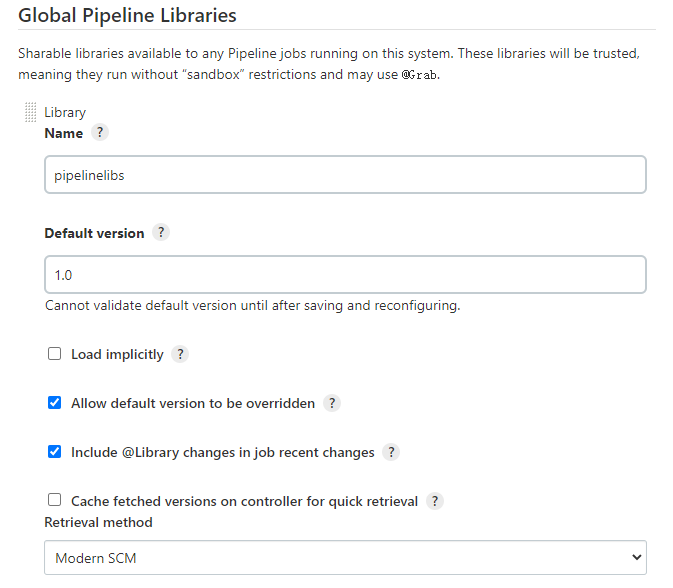 Global Pipeline Libraries
Sharable libraries available to any Pipeline jobs running on this system. These libraries will be trusted,
meaning they run without “sandbox” restrictions and may use @Grab.
Library
Name ?
pipelinelibs
Default version ?
1.0
Cannot validate default version until after saving and reconfiguring.
Load implicitly ?
Allow default version to be overridden ?
Include @Library changes in job recent changes ?
Cache fetched versions on controller for quick retrieval ?
Retrieval method
Modern SCM